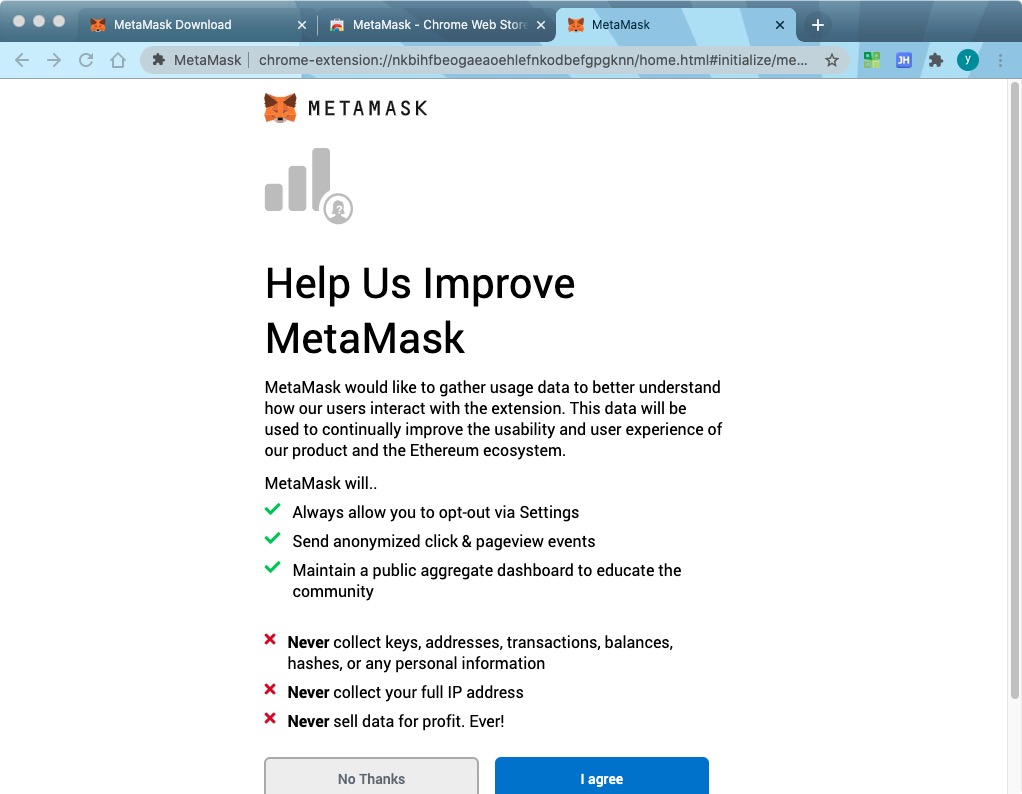 MetaMask Download
MetaMask - Chrome Web Store
MetaMask
MetaMask
chrome-extension://nkbihfbeogaeaoehlefnkodbefgpgknn/home.html#initialize/me...
JH
y
METAMASK
?
Help Us Improve
MetaMask
MetaMask would like to gather usage data to better understand
how our users interact with the extension. This data will be
used to continually improve the usability and user experience of
our product and the Ethereum ecosystem.
MetaMask will..
Always allow you to opt-out via Settings
Send anonymized click & pageview events
Maintain a public aggregate dashboard to educate the
community
Never collect keys, addresses, transactions, balances,
hashes, or any personal information
Never collect your full IP address
Never sell data for profit. Ever!
No Thanks
I agree